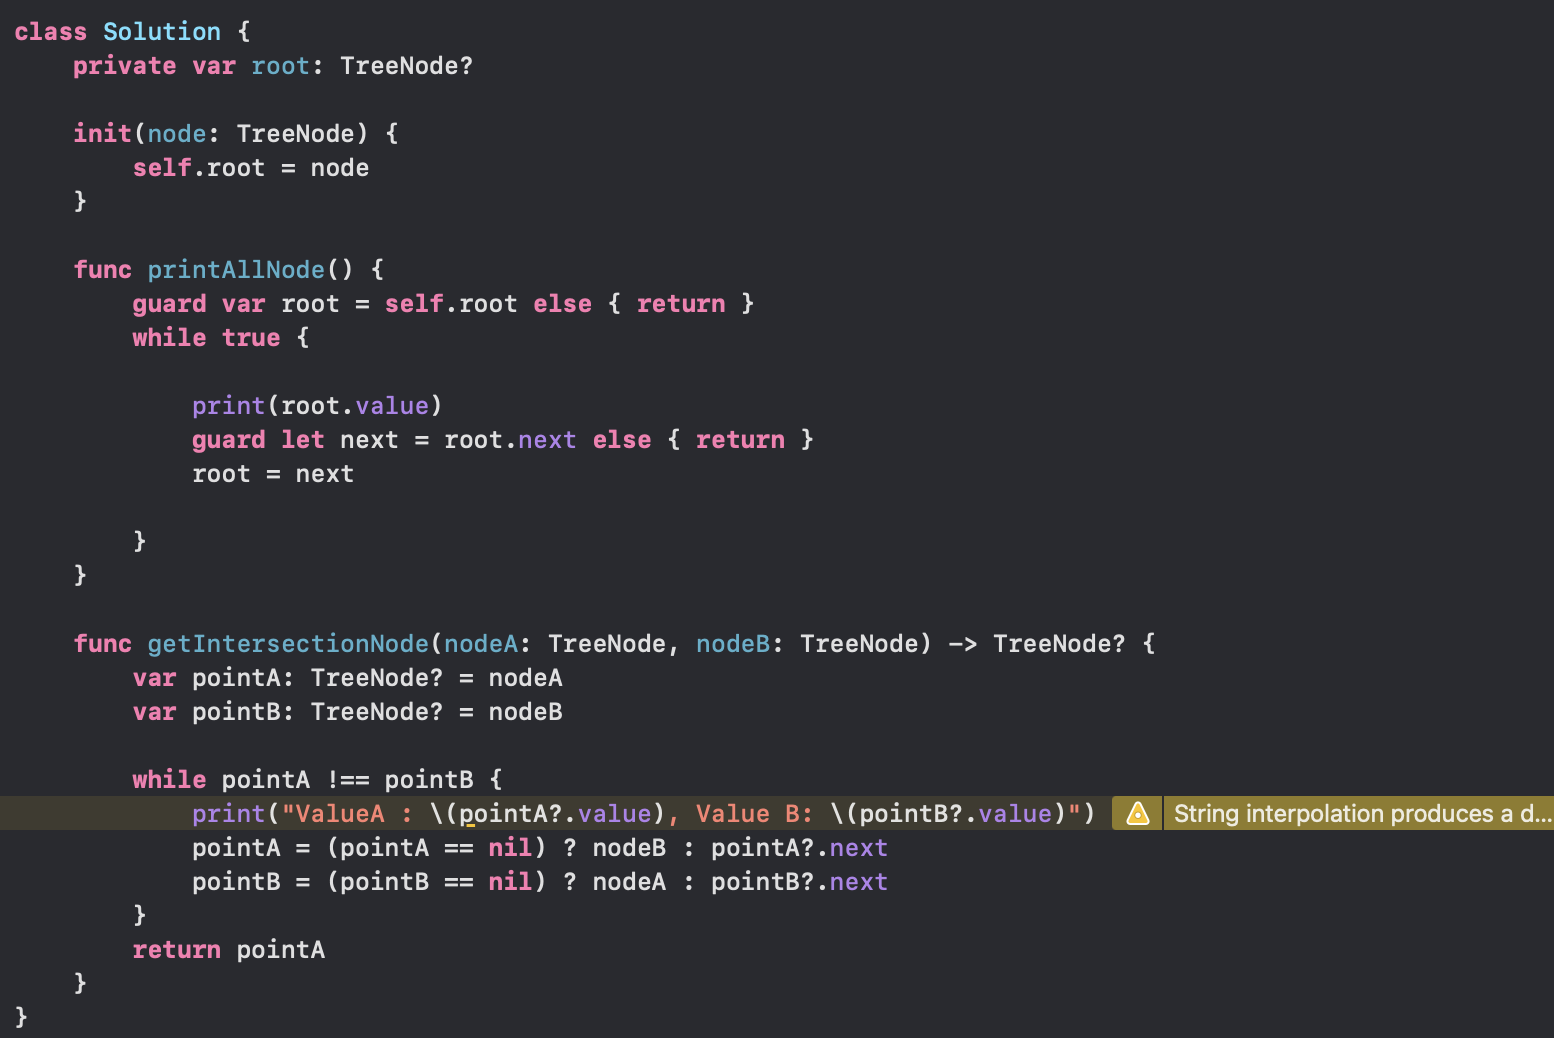 class Solution {
    private var root: TreeNode?

    init(node: TreeNode) {
        self.root = node
    }

    func printAllNode() {
        guard var root = self.root else { return }
        while true {

            print(root.value)
            guard let next = root.next else { return }
            root = next

        }
    }

    func getIntersectionNode(nodeA: TreeNode, nodeB: TreeNode) -> TreeNode? {
        var pointA: TreeNode? = nodeA
        var pointB: TreeNode? = nodeB

        while pointA !== pointB {
            print("ValueA : \(pointA?.value), Value B: \(pointB?.value)") String interpolation produces a d...
            pointA = (pointA == nil) ? nodeB : pointA?.next
            pointB = (pointB == nil) ? nodeA : pointB?.next
        }
        return pointA
    }
}